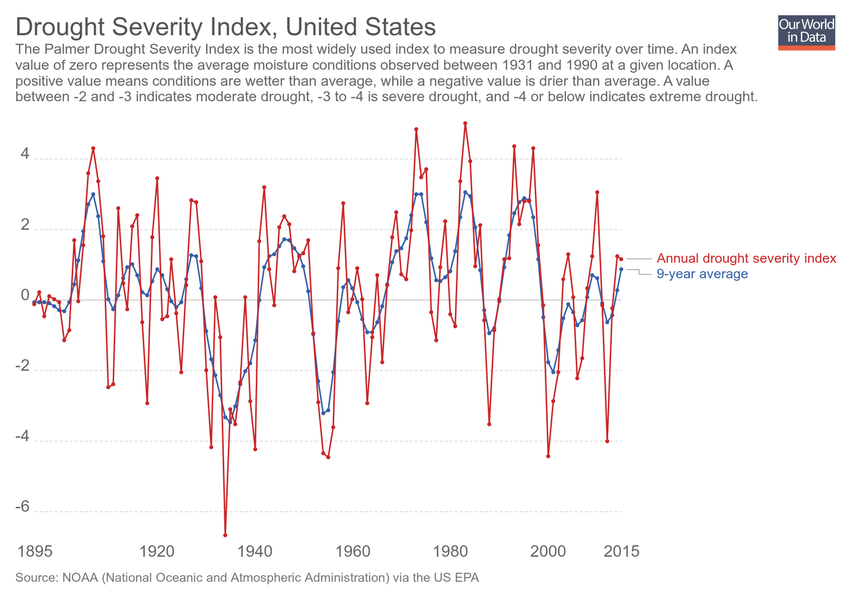 Drought Severity Index, United States
Our World
in Data
The Palmer Drought Severity Index is the most widely used index to measure drought severity over time. An index
value of zero represents the average moisture conditions observed between 1931 and 1990 at a given location. A
positive value means conditions are wetter than average, while a negative value is drier than average. A value
between -2 and -3 indicates moderate drought, -3 to -4 is severe drought, and -4 or below indicates extreme drought.
4
2
0
-2
-4
-6
Annual drought severity index
9-year average
1895 1920 1940 1960 1980 2000 2015
Source: NOAA (National Oceanic and Atmospheric Administration) via the US EPA